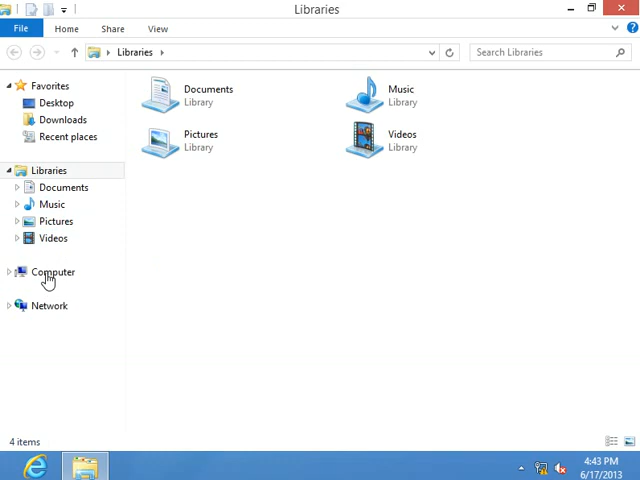 Libraries
File
Home
Share
View
Libraries
Search Libraries
Favorites
Desktop
Downloads
Recent places
Libraries
Documents
Music
Pictures
Videos
Computer
Network
Documents
Library
Music
Library
Pictures
Library
Videos
Library
4 items
4:43 PM
6/17/2013